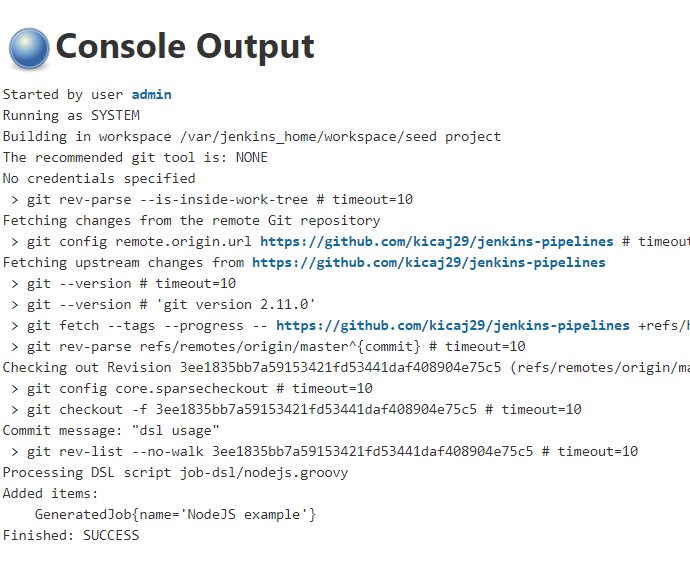 Console Output
Started by user admin
Running as SYSTEM
Building in workspace /var/jenkins_home/workspace/seed project
The recommended git tool is: NONE
No credentials specified
> git rev-parse --is-inside-work-tree # timeout=10
Fetching changes from the remote Git repository
> git config remote.origin.url https://github.com/kicaj29/jenkins-pipelines # timeout
Fetching upstream changes from https://github.com/kicaj29/jenkins-pipelines
> git --version # timeout=10
> git --version # 'git version 2.11.0'
> git fetch --tags --progress -- https://github.com/kicaj29/jenkins-pipelines +refs/h
> git rev-parse refs/remotes/origin/master^{commit} # timeout=10
Checking out Revision 3ee1835bb7a59153421fd53441daf408904e75c5 (refs/remotes/origin/ma
> git config core.sparsecheckout # timeout=10
> git checkout -f 3ee1835bb7a59153421fd53441daf408904e75c5 # timeout=10
Commit message: "dsl usage"
> git rev-list --no-walk 3ee1835bb7a59153421fd53441daf408904e75c5 # timeout=10
Processing DSL script job-dsl/nodejs.groovy
Added items:
GeneratedJob{name='NodeJS example'}
Finished: SUCCESS